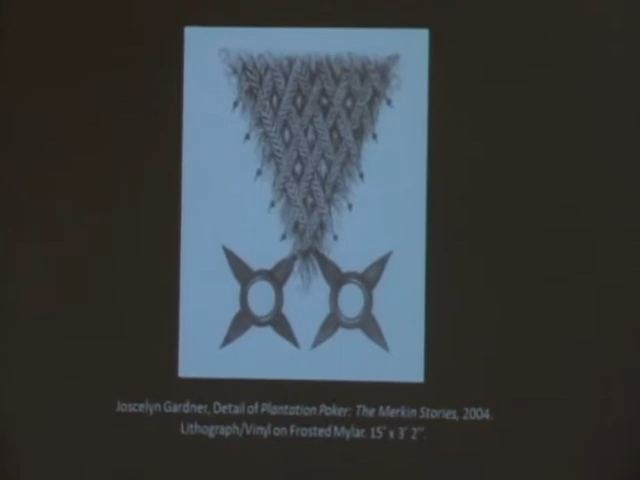 Joscelyn Gardner, Detail of Plantation Poker: The Merkin Stories, 2004.
Lithograph/Vinyl on Frosted Mylar. 15' x 3' 2".